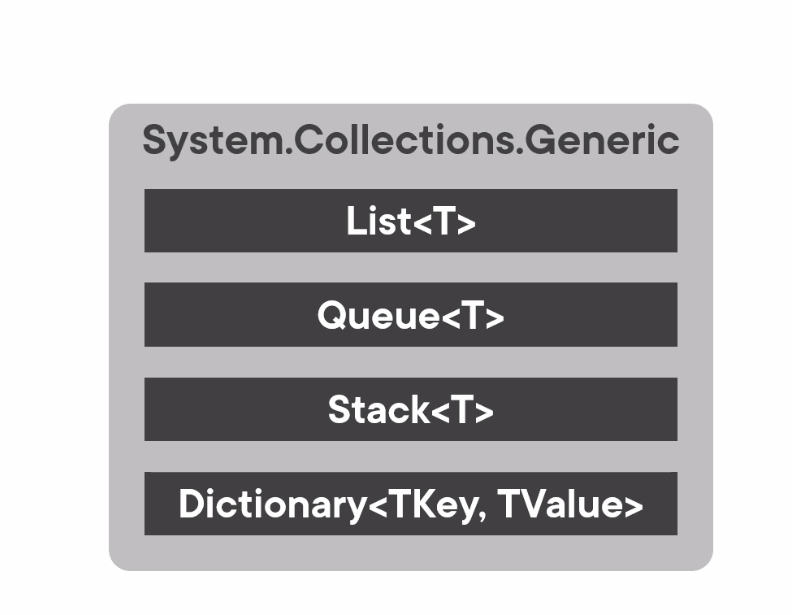 System.Collections.Generic
List<T>
Queue<T>
Stack<T>
Dictionary<TKey, TValue>